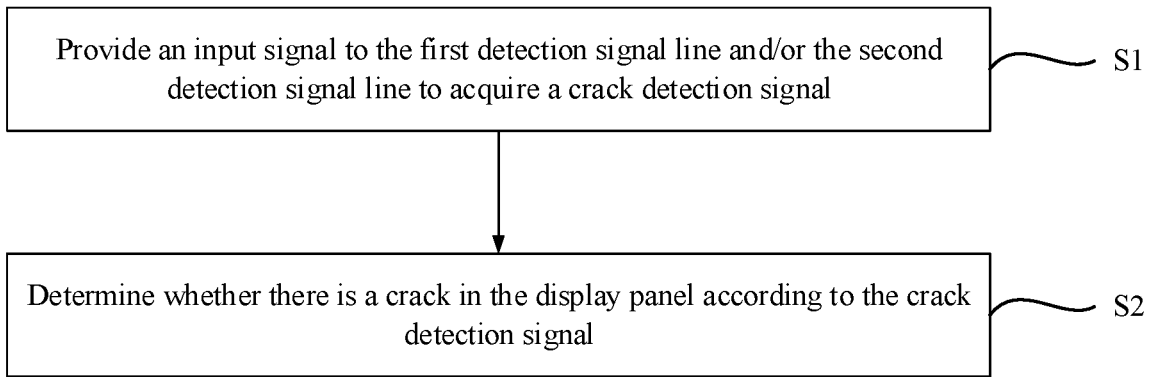 Provide an input signal to the first detection signal line and/or the second
detection signal line to acquire a crack detection signal
S1
Determine whether there is a crack in the display panel according to the crack
detection signal
S2